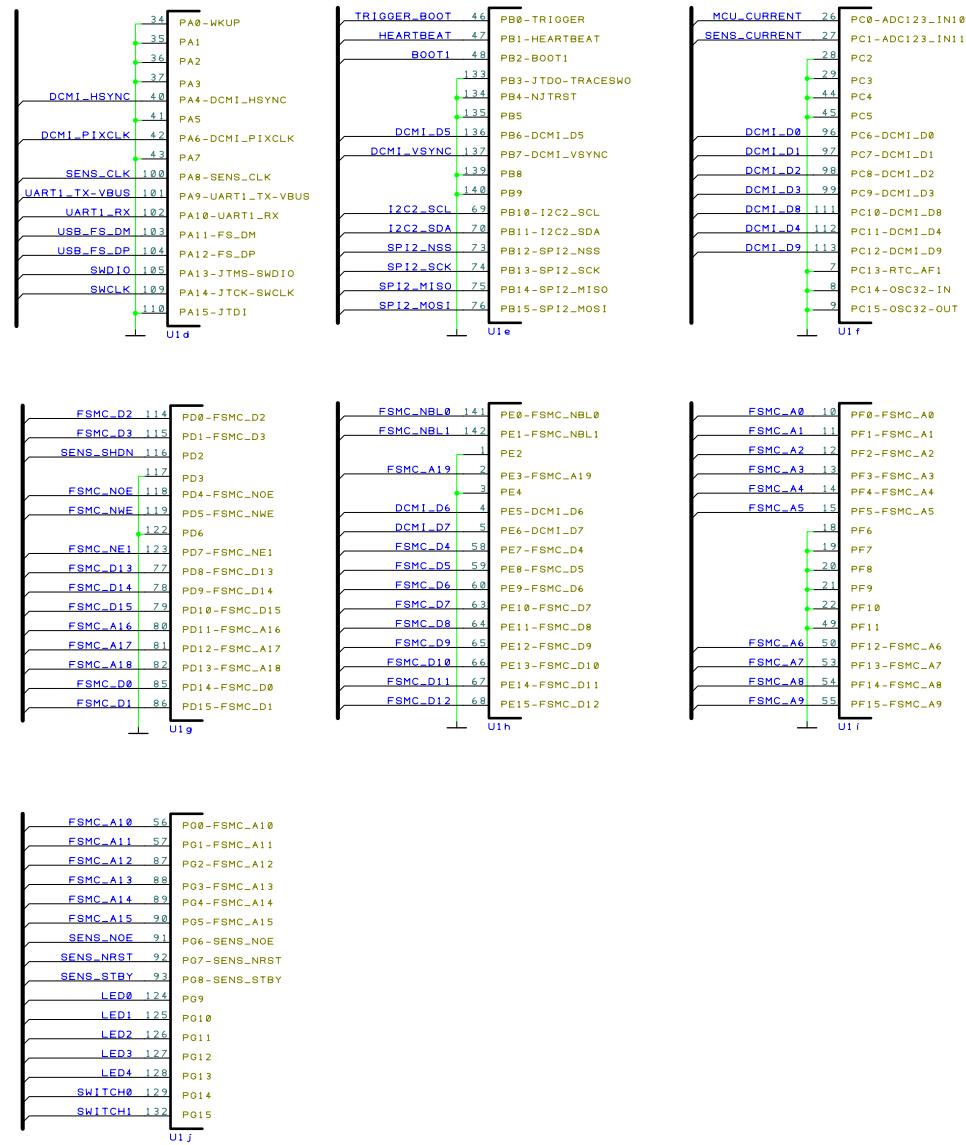 34 PA0-WKUP
35 PA1
36 PA2
37 PA3
DCMI_HSYNC 40 PA4-DCMI_HSYNC
41 PA5
DCMI_PIXCLK 42 PA6-DCMI_PIXCLK
43 PA7
SENS_CLK 100 PA8-SENS_CLK
UART1_TX-VBUS 101 PA9-UART1_TX-VBUS
UART1_RX 102 PA10-UART1_RX
USB_FS_DM 103 PA11-FS_DM
USB_FS_DP 104 PA12-FS_DP
SWDIO 105 PA13-JTMS-SWDIO
SWCLK 109 PA14-JTCK-SWCLK
110 PA15-JTDI
U1d
TRIGGER_BOOT 46 PB0-TRIGGER
HEARTBEAT 47 PB1-HEARTBEAT
BOOT1 48 PB2-BOOT1
133 PB3-JTDO-TRACESWO
134 PB4-NJTRST
135 PB5
DCMI_D5 136 PB6-DCMI_D5
DCMI_VSYNC 137 PB7-DCMI_VSYNC
139 PB8
140 PB9
I2C2_SCL 69 PB10-I2C2_SCL
I2C2_SDA 70 PB11-I2C2_SDA
SPI2_NSS 73 PB12-SPI2_NSS
SPI2_SCK 74 PB13-SPI2_SCK
SPI2_MISO 75 PB14-SPI2_MISO
SPI2_MOSI 76 PB15-SPI2_MOSI
U1e
MCU_CURRENT 26 PC0-ADC123_IN10
SENS_CURRENT 27 PC1-ADC123_IN11
28 PC2
29 PC3
44 PC4
45 PC5
DCMI_D0 96 PC6-DCMI_D0
DCMI_D1 97 PC7-DCMI_D1
DCMI_D2 98 PC8-DCMI_D2
DCMI_D3 99 PC9-DCMI_D3
DCMI_D8 111 PC10-DCMI_D8
DCMI_D4 112 PC11-DCMI_D4
DCMI_D9 113 PC12-DCMI_D9
7 PC13-RTC_AF1
8 PC14-OSC32-IN
9 PC15-OSC32-OUT
U1f
FSMC_D2 114 PD0-FSMC_D2
FSMC_D3 115 PD1-FSMC_D3
SENS_SHDN 116 PD2
117 PD3
FSMC_NOE 118 PD4-FSMC_NOE
FSMC_NWE 119 PD5-FSMC_NWE
122 PD6
FSMC_NE1 123 PD7-FSMC_NE1
FSMC_D13 77 PD8-FSMC_D13
FSMC_D14 78 PD9-FSMC_D14
FSMC_D15 79 PD10-FSMC_D15
FSMC_A16 80 PD11-FSMC_A16
FSMC_A17 81 PD12-FSMC_A17
FSMC_A18 82 PD13-FSMC_A18
FSMC_D0 85 PD14-FSMC_D0
FSMC_D1 86 PD15-FSMC_D1
U1g
FSMC_NBL0 141 PE0-FSMC_NBL0
FSMC_NBL1 142 PE1-FSMC_NBL1
1 PE2
FSMC_A19 2 PE3-FSMC_A19
3 PE4
DCMI_D6 4 PE5-DCMI_D6
DCMI_D7 5 PE6-DCMI_D7
FSMC_D4 58 PE7-FSMC_D4
FSMC_D5 59 PE8-FSMC_D5
FSMC_D6 60 PE9-FSMC_D6
FSMC_D7 63 PE10-FSMC_D7
FSMC_D8 64 PE11-FSMC_D8
FSMC_D9 65 PE12-FSMC_D9
FSMC_D10 66 PE13-FSMC_D10
FSMC_D11 67 PE14-FSMC_D11
FSMC_D12 68 PE15-FSMC_D12
U1h
FSMC_A0 10 PF0-FSMC_A0
FSMC_A1 11 PF1-FSMC_A1
FSMC_A2 12 PF2-FSMC_A2
FSMC_A3 13 PF3-FSMC_A3
FSMC_A4 14 PF4-FSMC_A4
FSMC_A5 15 PF5-FSMC_A5
18 PF6
19 PF7
20 PF8
21 PF9
22 PF10
49 PF11
FSMC_A6 50 PF12-FSMC_A6
FSMC_A7 53 PF13-FSMC_A7
FSMC_A8 54 PF14-FSMC_A8
FSMC_A9 55 PF15-FSMC_A9
U1i
FSMC_A10 56 PG0-FSMC_A10
FSMC_A11 57 PG1-FSMC_A11
FSMC_A12 87 PG2-FSMC_A12
FSMC_A13 88 PG3-FSMC_A13
FSMC_A14 89 PG4-FSMC_A14
FSMC_A15 90 PG5-FSMC_A15
SENS_NOE 91 PG6-SENS_NOE
SENS_NRST 92 PG7-SENS_NRST
SENS_STBY 93 PG8-SENS_STBY
LED0 124 PG9
LED1 125 PG10
LED2 126 PG11
LED3 127 PG12
LED4 128 PG13
SWITCH0 129 PG14
SWITCH1 132 PG15
U1j